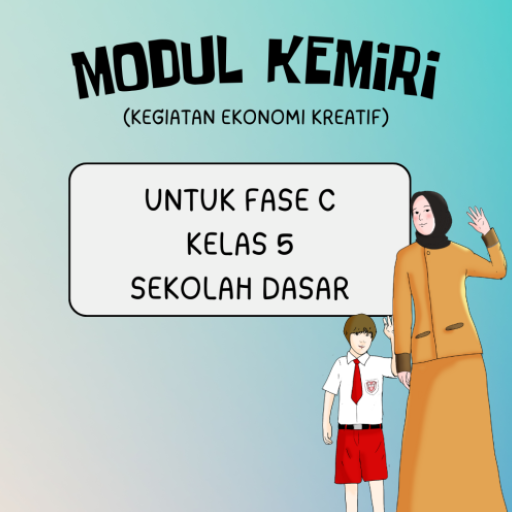 MODUL KEMiRi
(KEGIATAN EKONOMI KREATIF)
UNTUK FASE C
KELAS 5
SEKOLAH DASAR